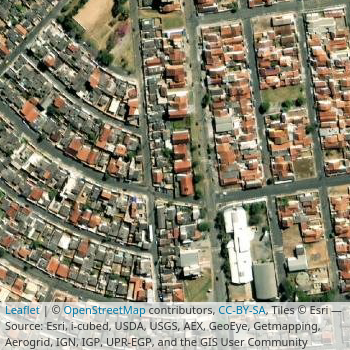 Leaflet | © OpenStreetMap contributors, CC-BY-SA, Tiles © Esri —
Source: Esri, i-cubed, USDA, USGS, AEX, GeoEye, Getmapping,
Aerogrid, IGN, IGP, UPR-EGP, and the GIS User Community